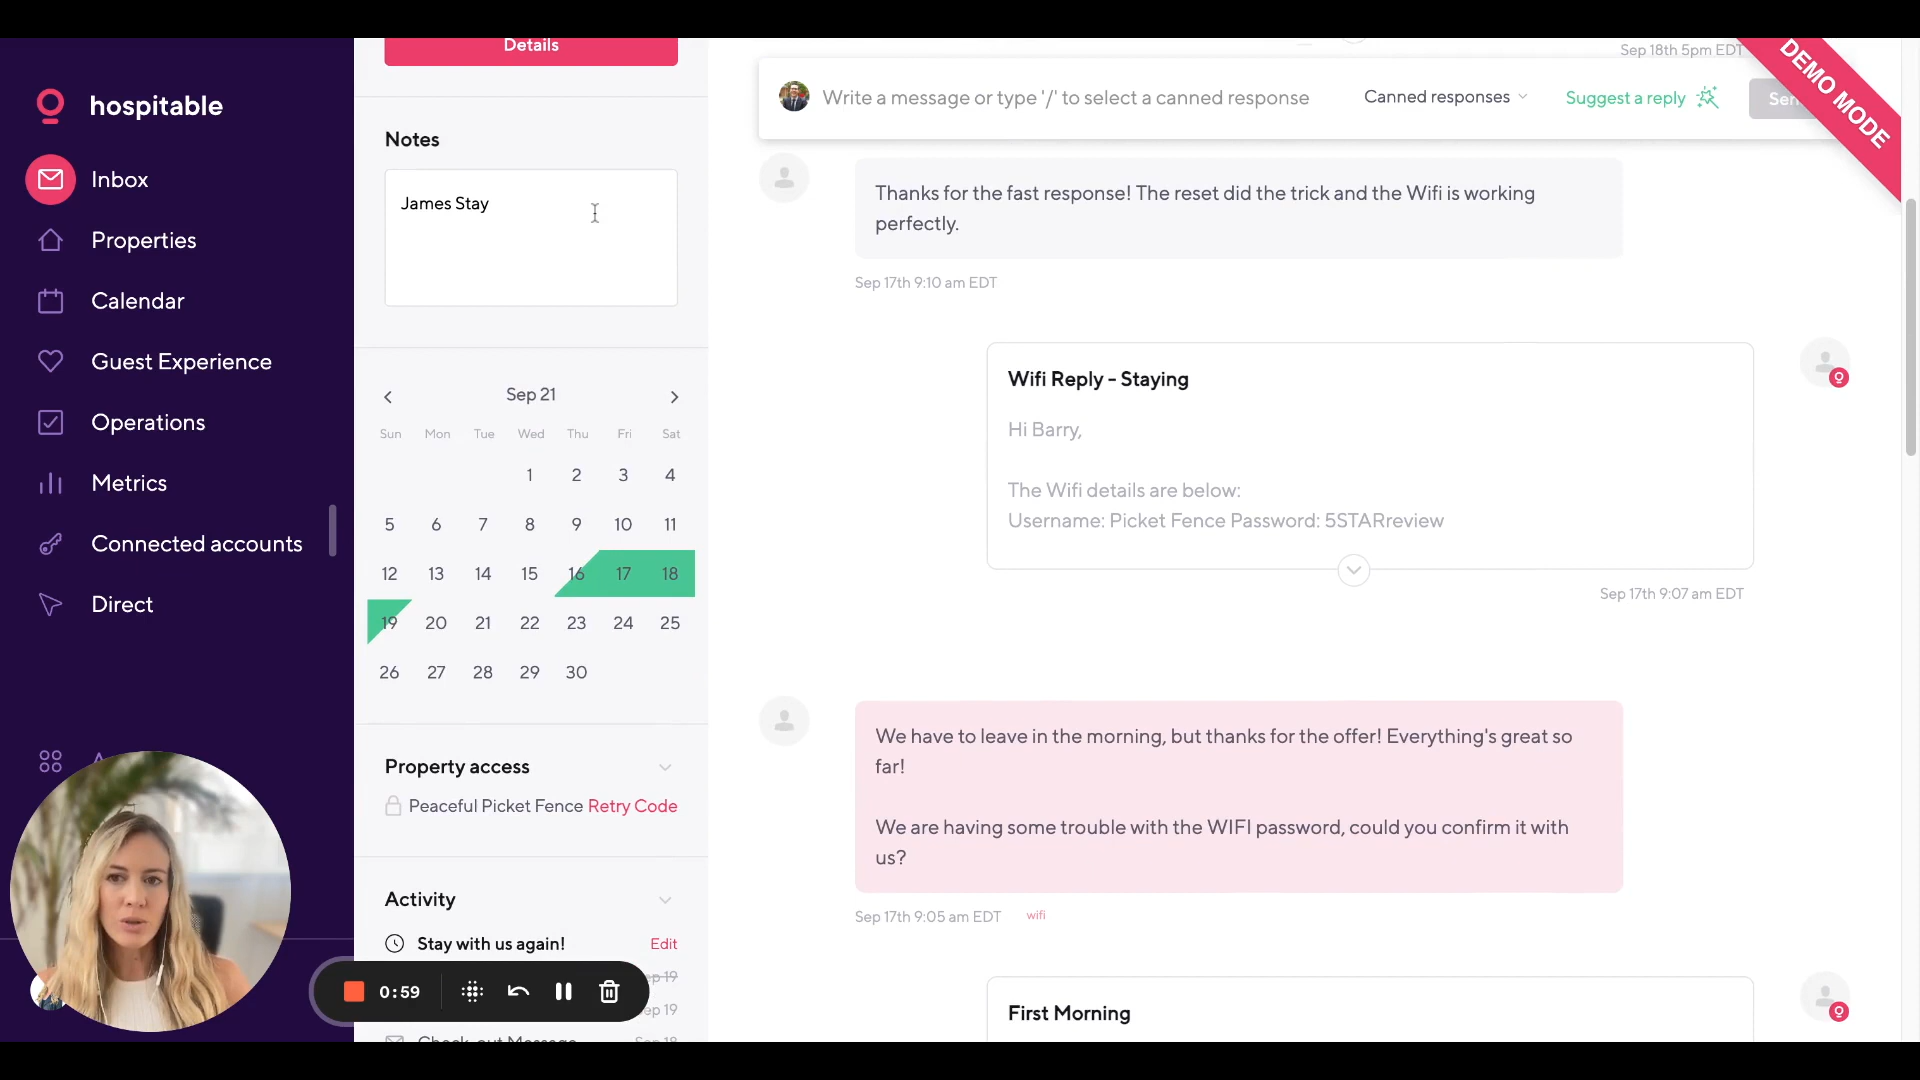 hospitable
Inbox
Properties
Calendar
Guest Experience
Operations
Metrics
Connected accounts
Direct
0:59
Details
Notes
James Stay
Sep 21
Sun Mon Tue Wed Thu Fri Sat
1 2 3 4
5 6 7 8 9 10 11
12 13 14 15 16 17 18
19 20 21 22 23 24 25
26 27 28 29 30
Property access
Peaceful Picket Fence Retry Code
Activity
Stay with us again! Edit
Sep 18th 5pm EDT
Write a message or type '/' to select a canned response
Canned responses
Suggest a reply
DEMO MODE
Thanks for the fast response! The reset did the trick and the Wifi is working
perfectly.
Sep 17th 9:10 am EDT
Wifi Reply - Staying
Hi Barry,
The Wifi details are below:
Username: Picket Fence Password: 5STARreview
Sep 17th 9:07 am EDT
We have to leave in the morning, but thanks for the offer! Everything's great so
far!
We are having some trouble with the WIFI password, could you confirm it with
us?
Sep 17th 9:05 am EDT wifi
First Morning